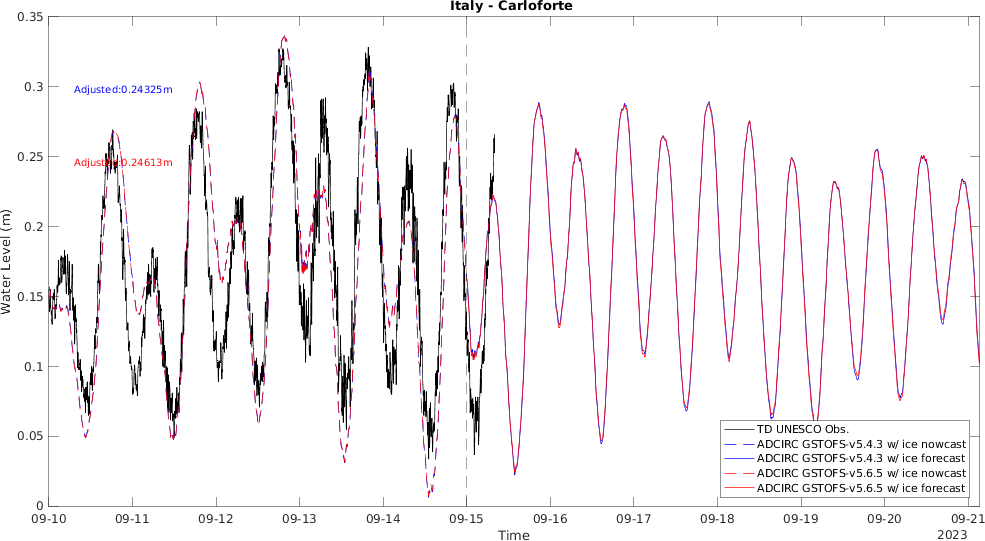 Italy - Carloforte
0.35
0.3
0.25
0.2
0.15
0.1
0.05
0
Water Level (m)
Adjusted:0.24325m
Adjusted:0.24613m
TD UNESCO Obs.
ADCIRC GSTOFS-v5.4.3 w/ ice nowcast
ADCIRC GSTOFS-v5.4.3 w/ ice forecast
ADCIRC GSTOFS-v5.6.5 w/ ice nowcast
ADCIRC GSTOFS-v5.6.5 w/ ice forecast
09-10 09-11 09-12 09-13 09-14 09-15 09-16 09-17 09-18 09-19 09-20 09-21
Time
2023